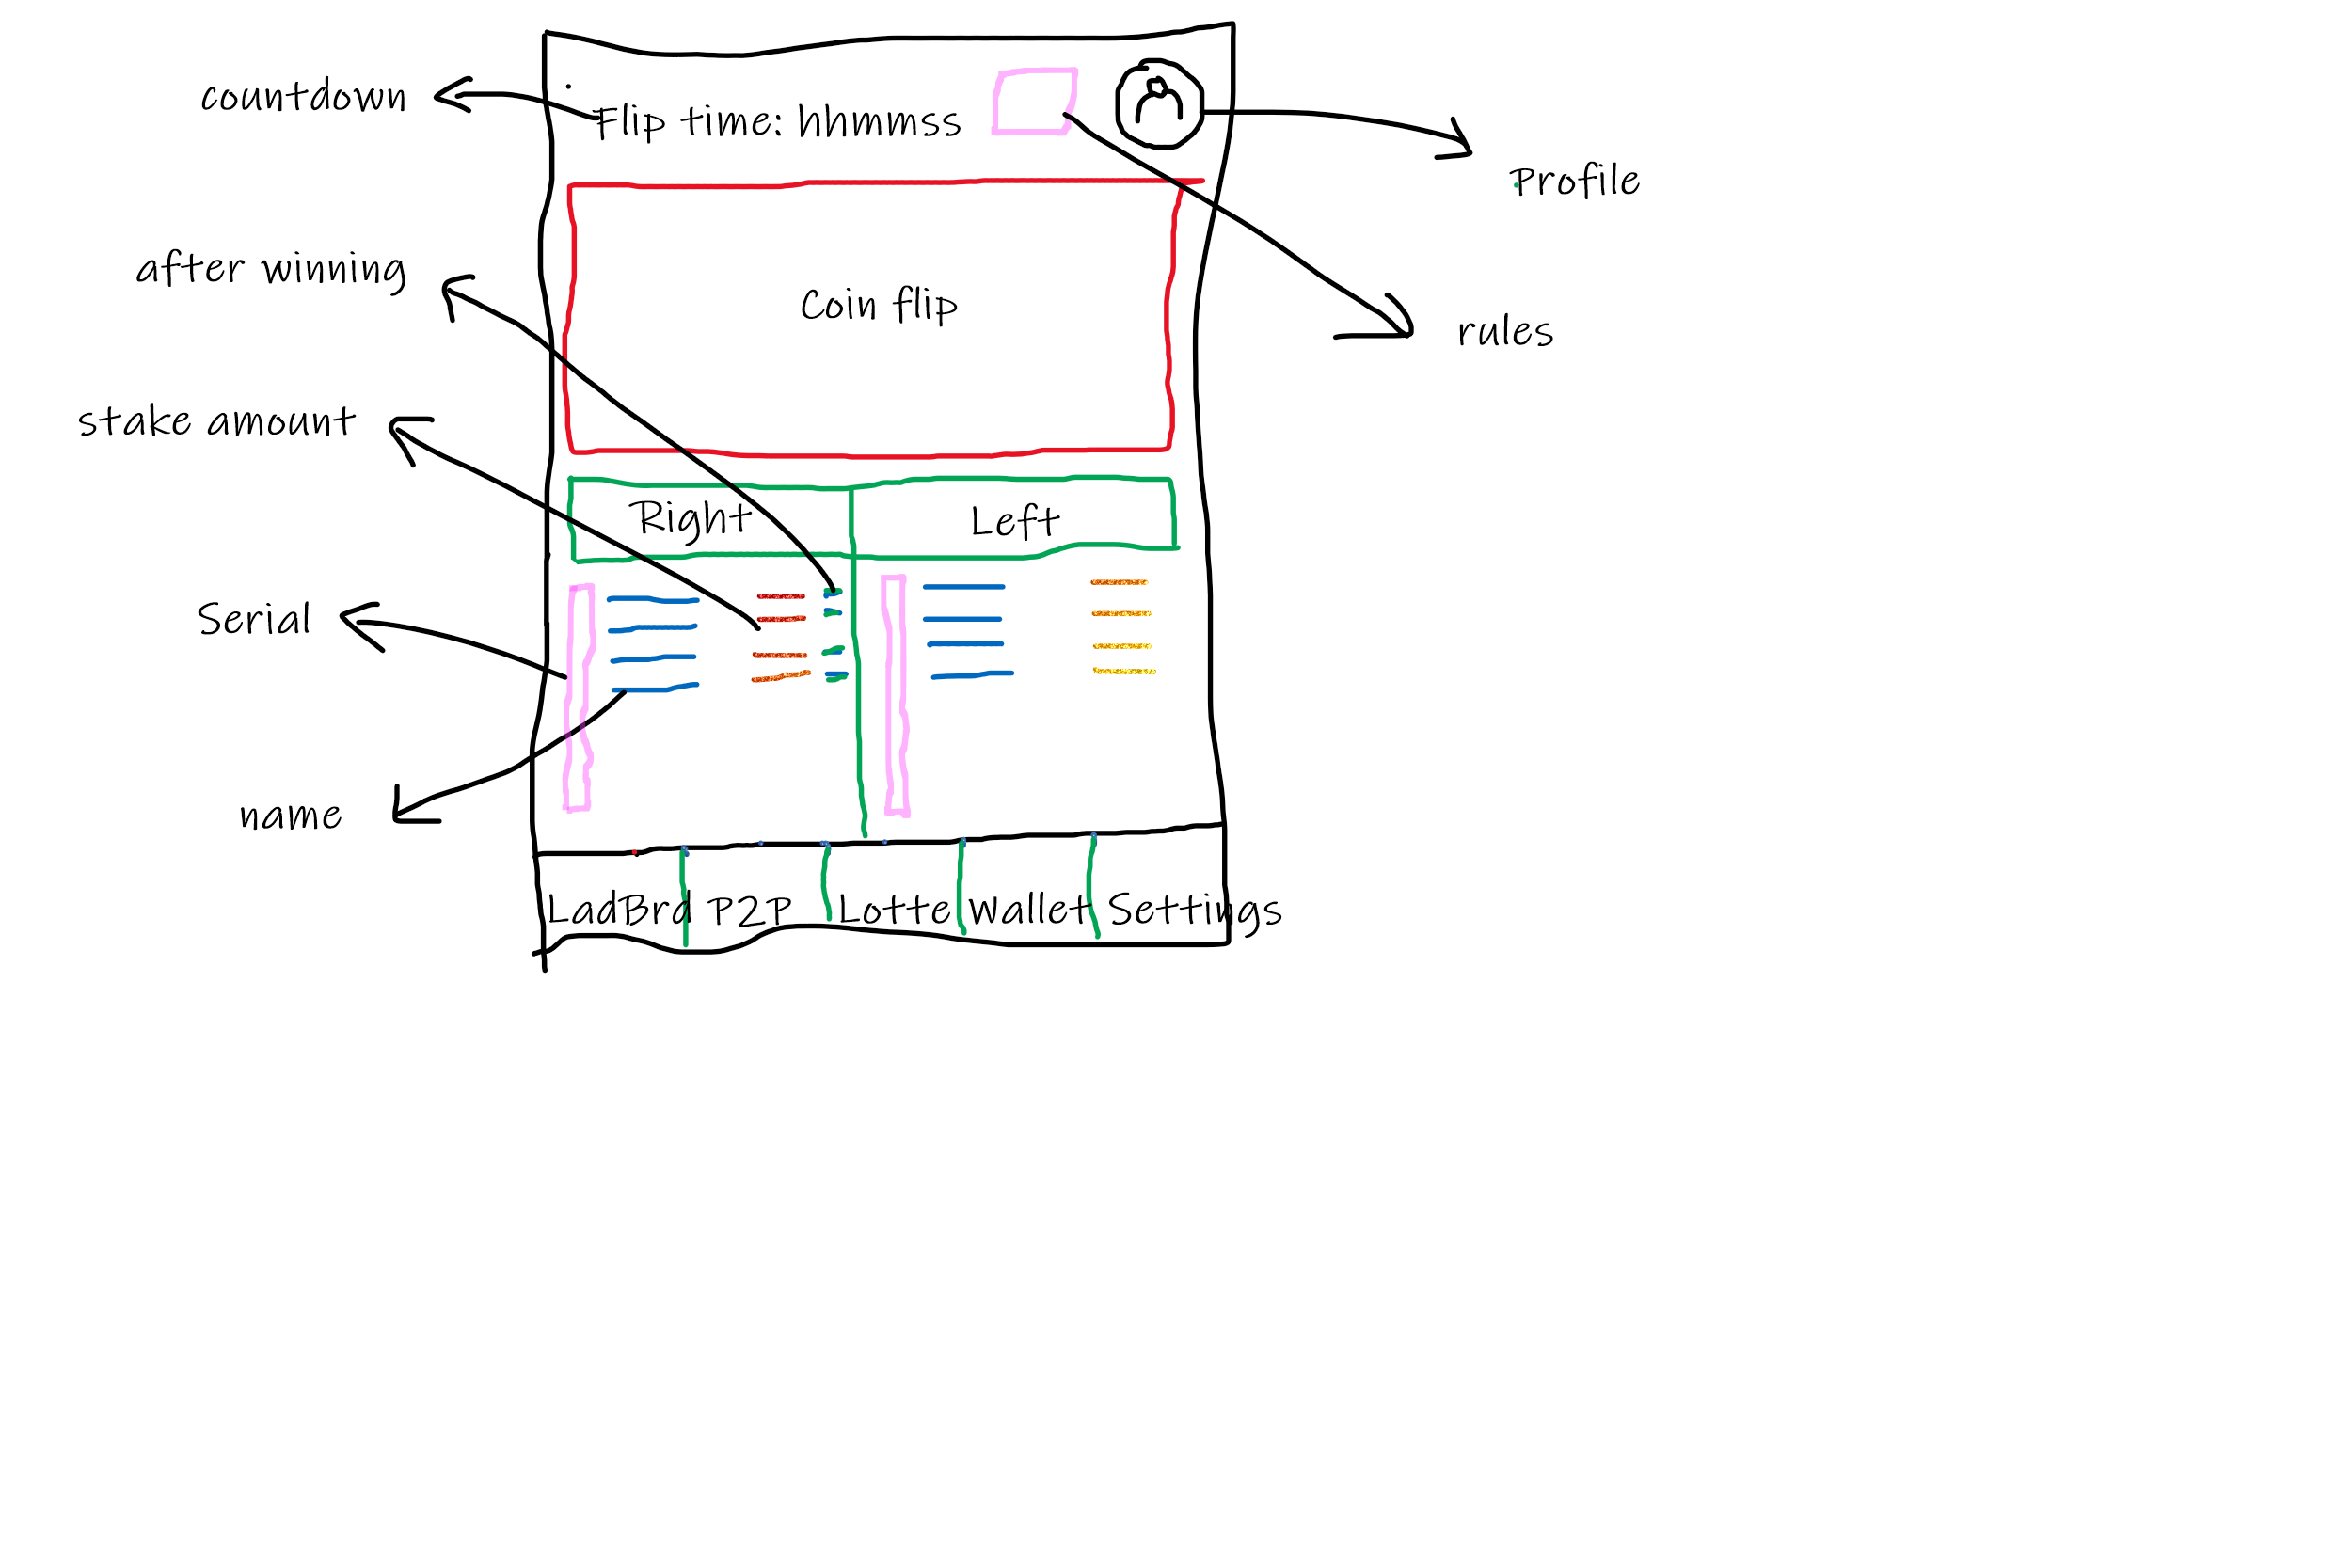 countdown
Flip time: hhmmss
Profile
after winning
Coin flip
rules
stake amount
Right
Left
Serial
name
LadBrd
P2P
Lotte
Wallet
Settings